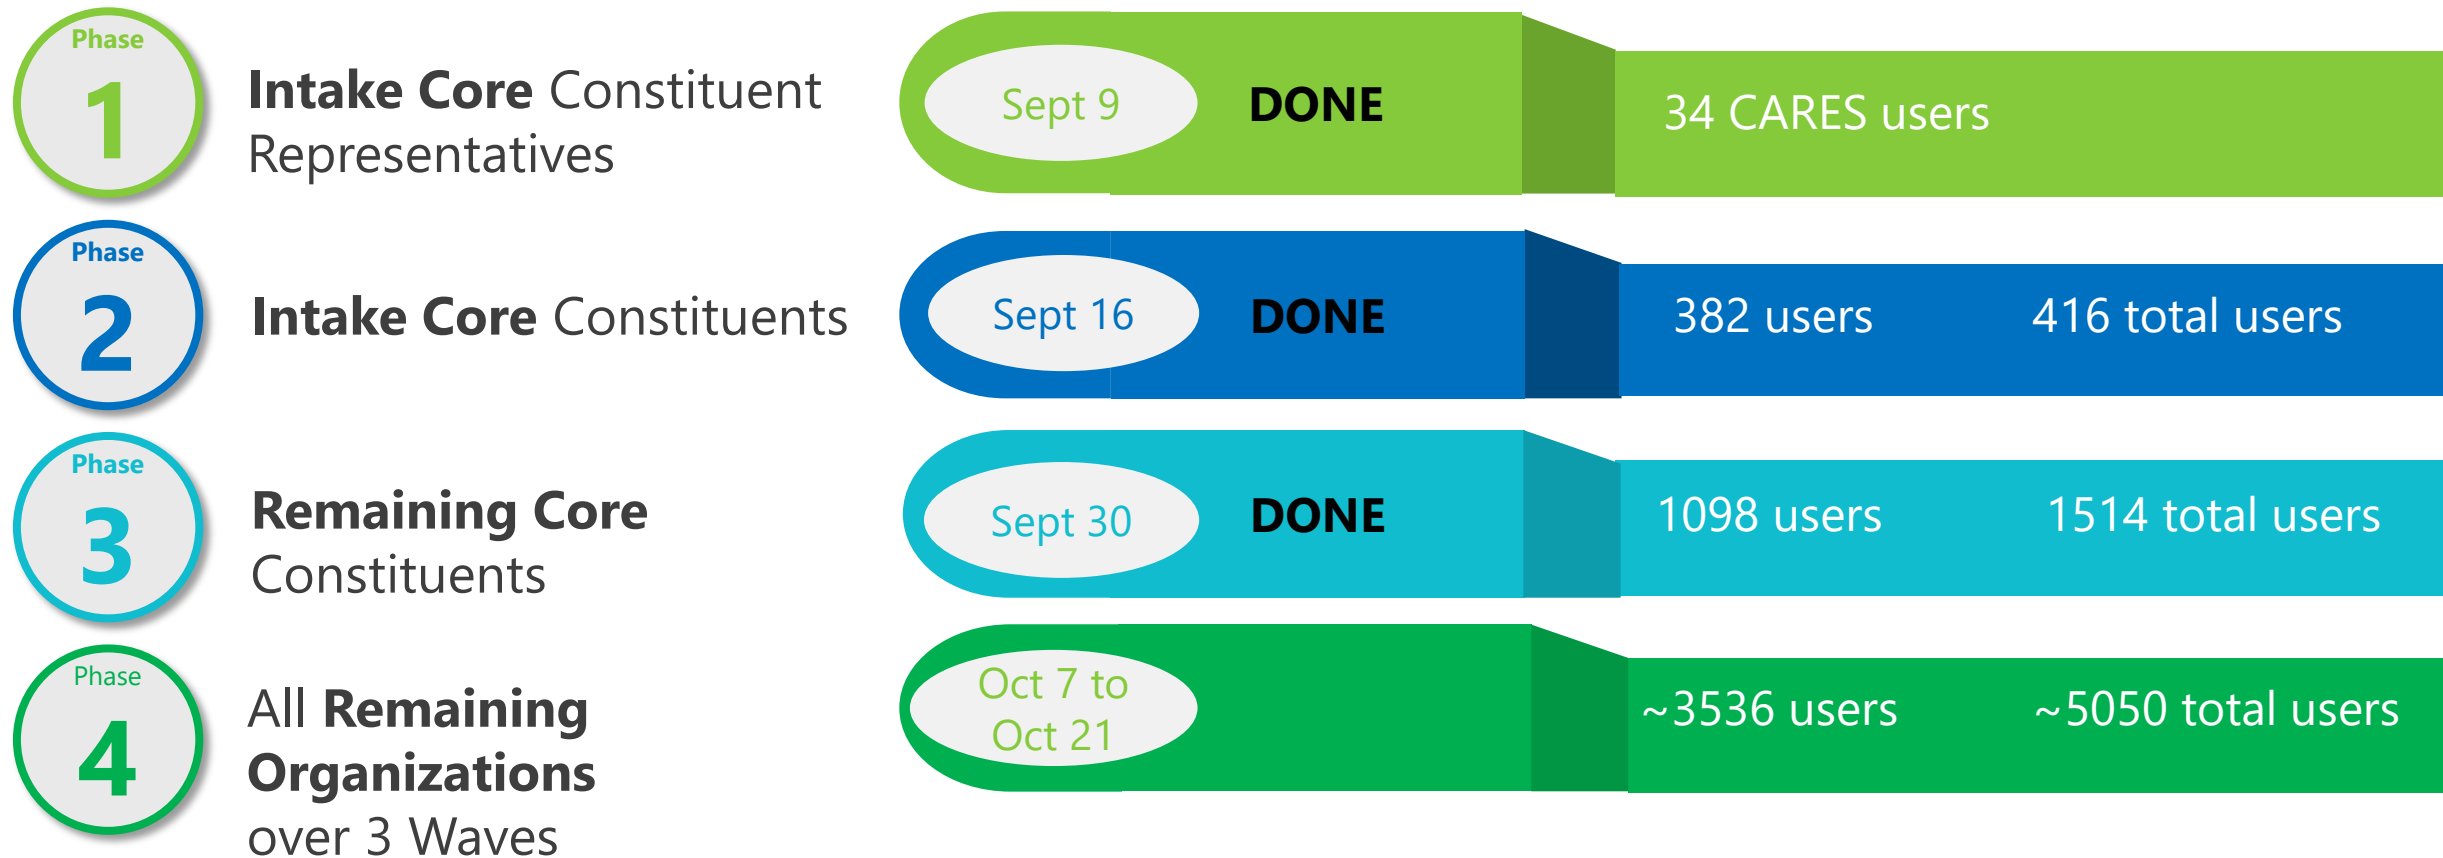 Phase
1
Intake Core Constituent
Representatives
Sept 9
DONE
34 CARES users
Phase
2
Intake Core Constituents
Sept 16
DONE
382 users
416 total users
Phase
3
Remaining Core
Constituents
Sept 30
DONE
1098 users
1514 total users
Phase
4
All Remaining
Organizations
over 3 Waves
Oct 7 to
Oct 21
~3536 users
~5050 total users